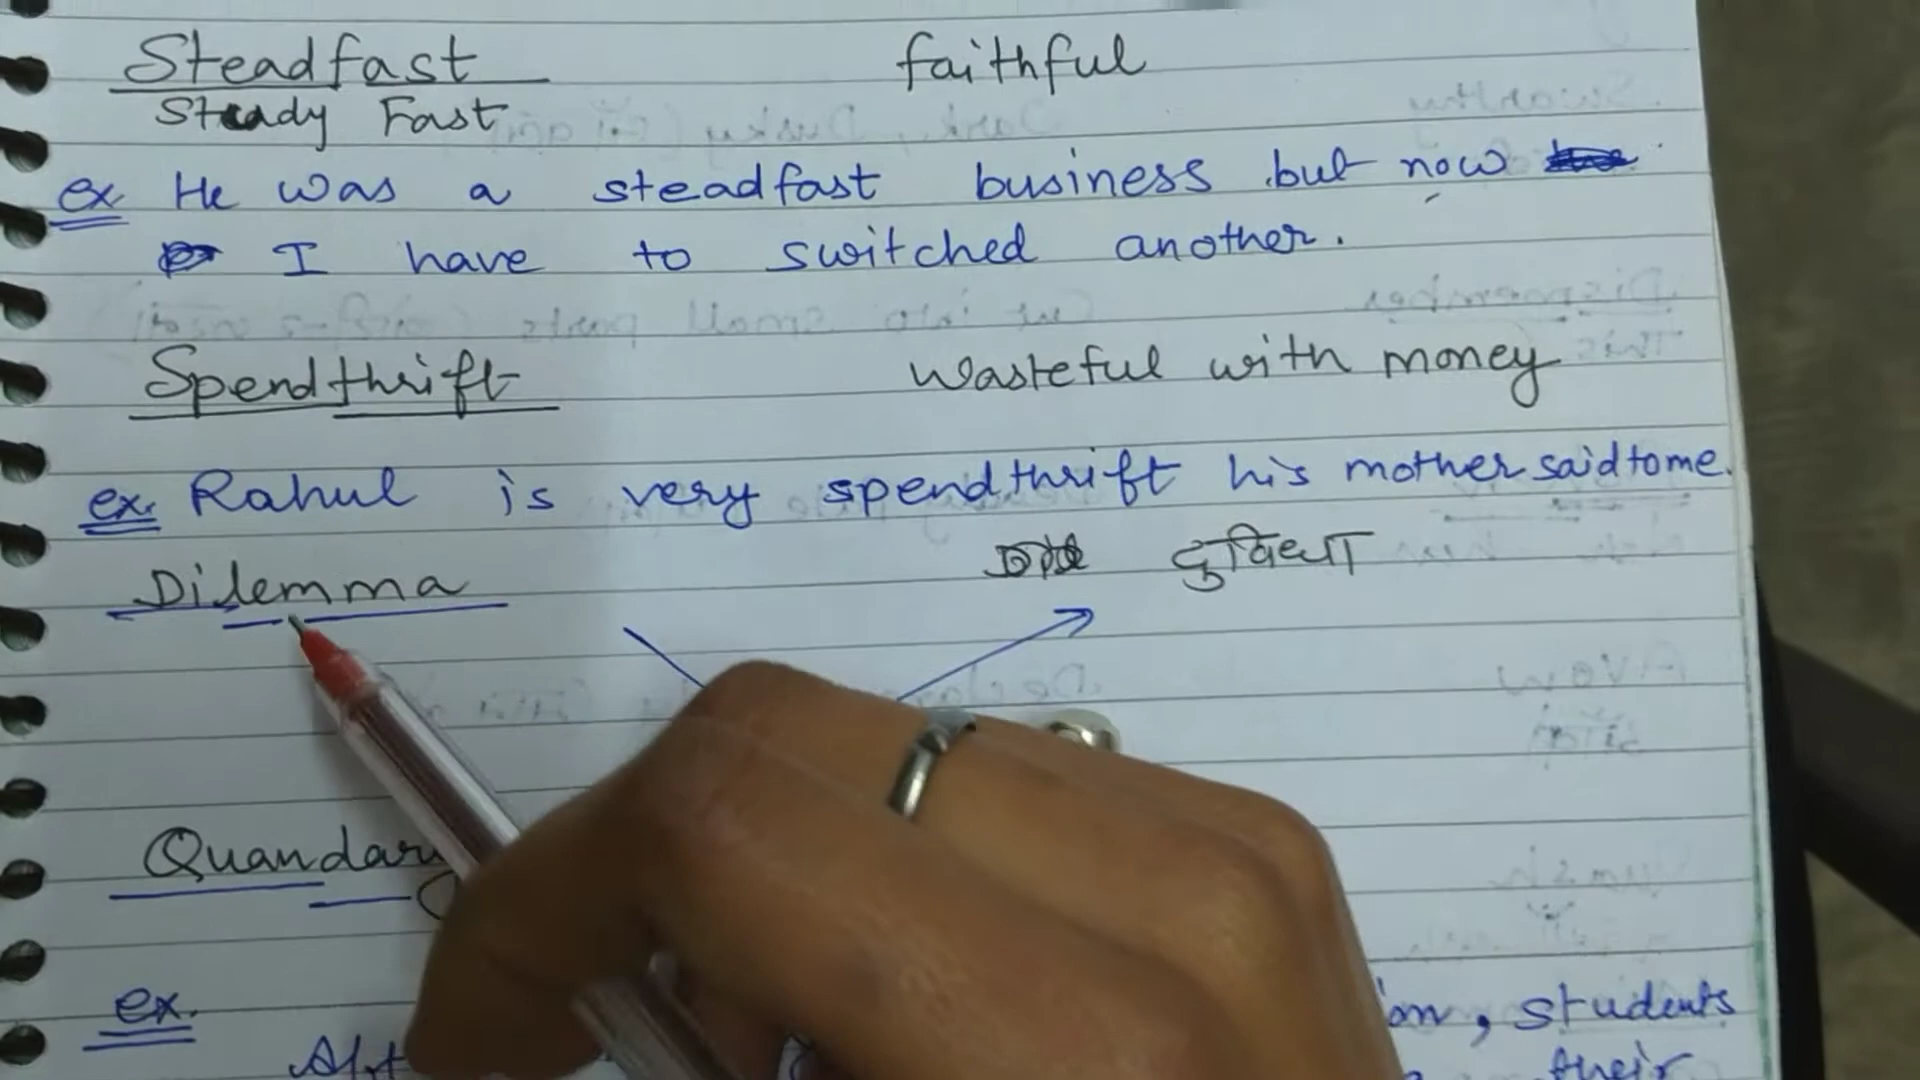 Steadfast faithful
Steady Fast
ex He was a steadfast business but now
I have to switched another.
Spendthrift Wasteful with money
ex. Rahul is very spendthrift his mother said to me.
Dilemma दुविधा
Quandary
ex. students
their